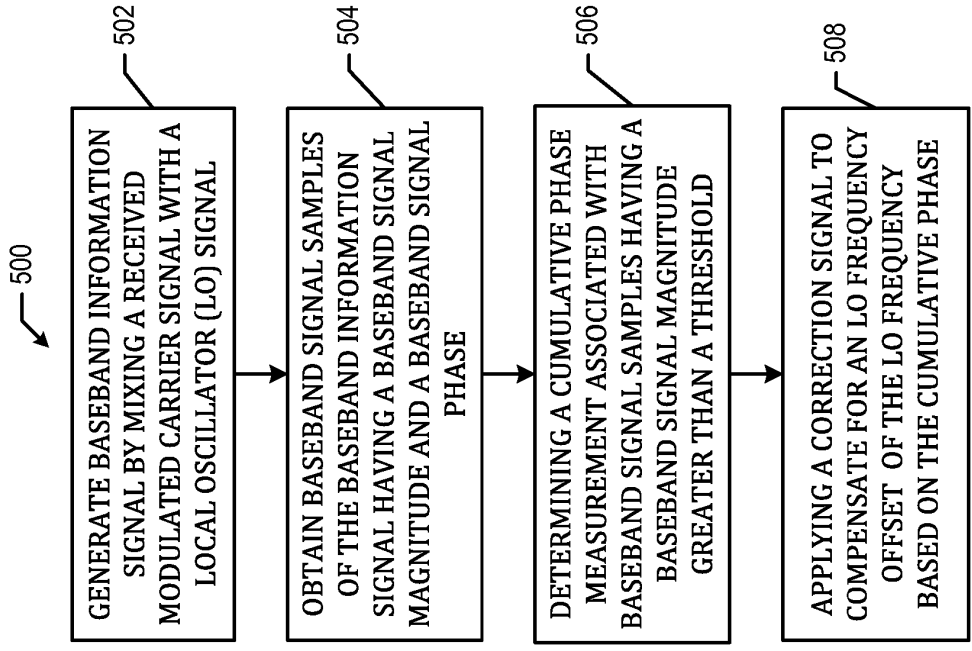 500
502
GENERATE BASEBAND INFORMATION
SIGNAL BY MIXING A RECEIVED
MODULATED CARRIER SIGNAL WITH A
LOCAL OSCILLATOR (LO) SIGNAL
504
OBTAIN BASEBAND SIGNAL SAMPLES
OF THE BASEBAND INFORMATION
SIGNAL HAVING A BASEBAND SIGNAL
MAGNITUDE AND A BASEBAND SIGNAL
PHASE
506
DETERMINING A CUMULATIVE PHASE
MEASUREMENT ASSOCIATED WITH
BASEBAND SIGNAL SAMPLES HAVING A
BASEBAND SIGNAL MAGNITUDE
GREATER THAN A THRESHOLD
508
APPLYING A CORRECTION SIGNAL TO
COMPENSATE FOR AN LO FREQUENCY
OFFSET OF THE LO FREQUENCY
BASED ON THE CUMULATIVE PHASE